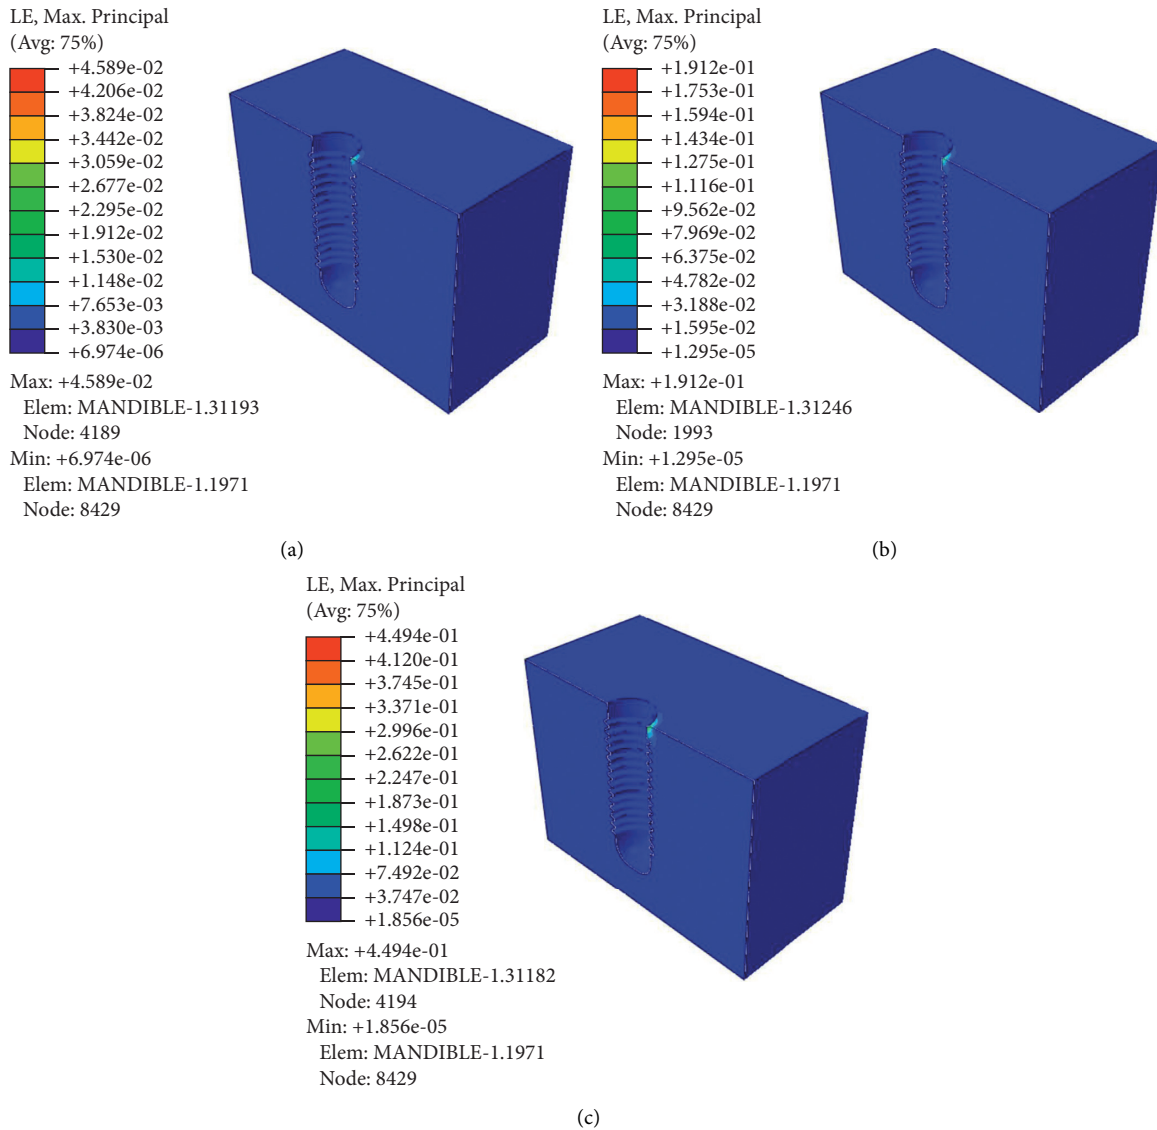 LE, Max. Principal
(Avg: 75%)
+4.589e-02
+4.206e-02
+3.824e-02
+3.442e-02
+3.059e-02
+2.677e-02
+2.295e-02
+1.912e-02
+1.530e-02
+1.148e-02
+7.653e-03
+3.830e-03
+6.974e-06
Max: +4.589e-02
Elem: MANDIBLE-1.31193
Node: 4189
Min: +6.974e-06
Elem: MANDIBLE-1.1971
Node: 8429
(a)
LE, Max. Principal
(Avg: 75%)
+1.912e-01
+1.753e-01
+1.594e-01
+1.434e-01
+1.275e-01
+1.116e-01
+9.562e-02
+7.969e-02
+6.375e-02
+4.782e-02
+3.188e-02
+1.595e-02
+1.295e-05
Max: +1.912e-01
Elem: MANDIBLE-1.31246
Node: 1993
Min: +1.295e-05
Elem: MANDIBLE-1.1971
Node: 8429
(b)
LE, Max. Principal
(Avg: 75%)
+4.494e-01
+4.120e-01
+3.745e-01
+3.371e-01
+2.996e-01
+2.622e-01
+2.247e-01
+1.873e-01
+1.498e-01
+1.124e-01
+7.492e-02
+3.747e-02
+1.856e-05
Max: +4.494e-01
Elem: MANDIBLE-1.31182
Node: 4194
Min: +1.856e-05
Elem: MANDIBLE-1.1971
Node: 8429
(c)